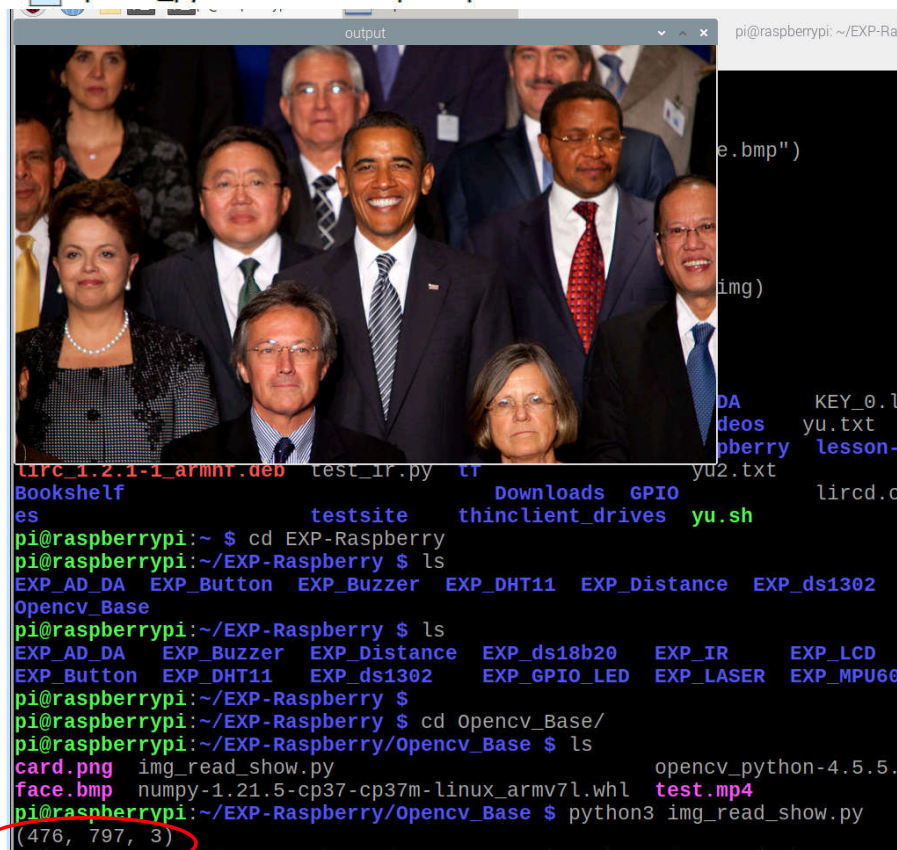 output
pi@raspberrypi: ~/EXP-Ra
e.bmp")
img)
DA KEY_0.l
deos yu.txt
pberry lesson-
lirc_1.2.1-1_armhf.deb test_ir.py tf yu2.txt
Bookshelf Downloads GPIO lircd.c
es testsite thinclient_drives yu.sh
pi@raspberrypi:~ $ cd EXP-Raspberry
pi@raspberrypi:~/EXP-Raspberry $ ls
EXP_AD_DA EXP_Button EXP_Buzzer EXP_DHT11 EXP_Distance EXP_ds1302
Opencv_Base
pi@raspberrypi:~/EXP-Raspberry $ ls
EXP_AD_DA EXP_Buzzer EXP_Distance EXP_ds18b20 EXP_IR EXP_LCD
EXP_Button EXP_DHT11 EXP_ds1302 EXP_GPIO_LED EXP_LASER EXP_MPU60
pi@raspberrypi:~/EXP-Raspberry $
pi@raspberrypi:~/EXP-Raspberry $ cd Opencv_Base/
pi@raspberrypi:~/EXP-Raspberry/Opencv_Base $ ls
card.png img_read_show.py opencv_python-4.5.5.
face.bmp numpy-1.21.5-cp37-cp37m-linux_armv7l.whl test.mp4
pi@raspberrypi:~/EXP-Raspberry/Opencv_Base $ python3 img_read_show.py
(476, 797, 3)